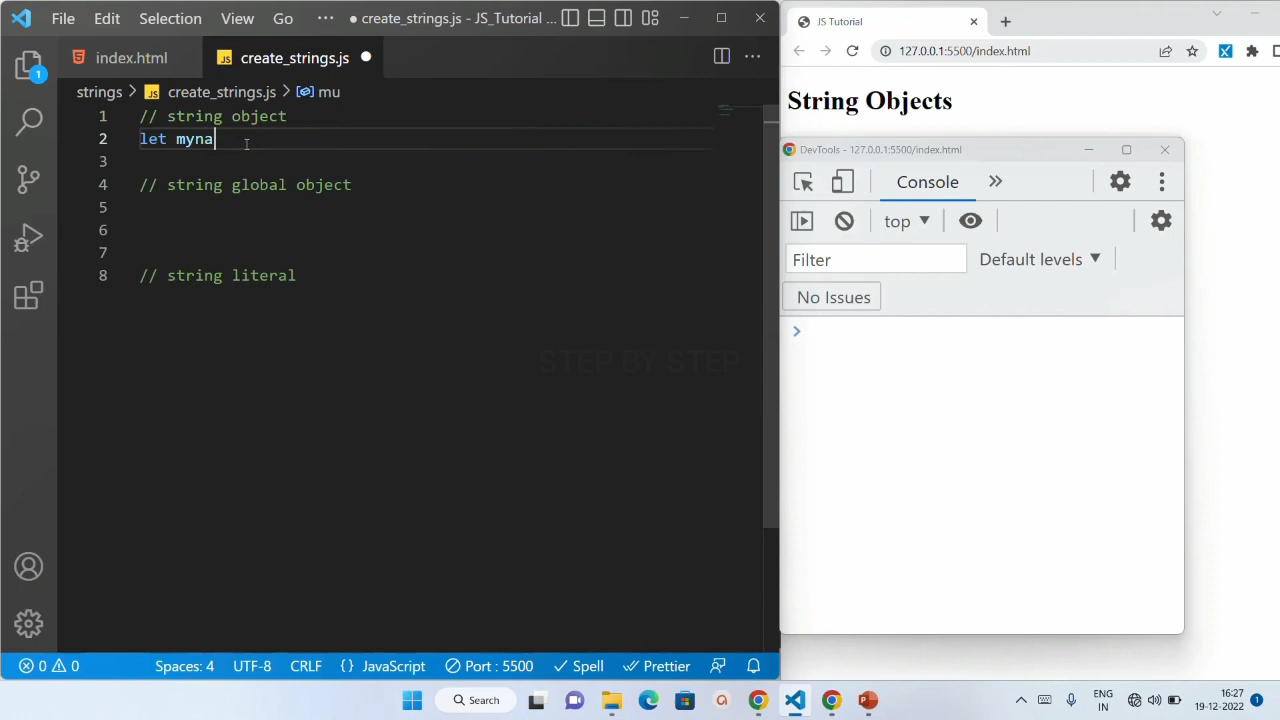 File Edit Selection View Go ··· ● create_strings.js - JS_Tutorial ...
index.html JS create_strings.js ●
strings > JS create_strings.js > mu
1 // string object
2 let myna
3
4 // string global object
5
6
7
8 // string literal
1
STEP BY STEP
0 0 Spaces: 4 UTF-8 CRLF {} JavaScript Port : 5500 Spell Prettier
JS Tutorial
127.0.0.1:5500/index.html
String Objects
DevTools - 127.0.0.1:5500/index.html
Console
top
Filter Default levels
No Issues
Search
ENG
IN
16:27
19-12-2022
1